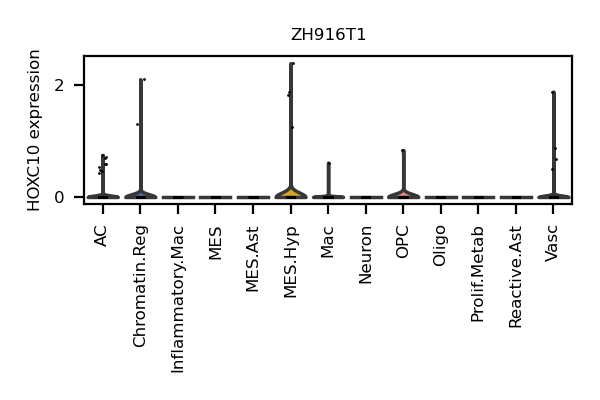 ZH916T1
HOXC10 expression
2
0
AC
Chromatin.Reg
Inflammatory.Mac
MES
MES.Ast
MES.Hyp
Mac
Neuron
OPC
Oligo
Prolif.Metab
Reactive.Ast
Vasc